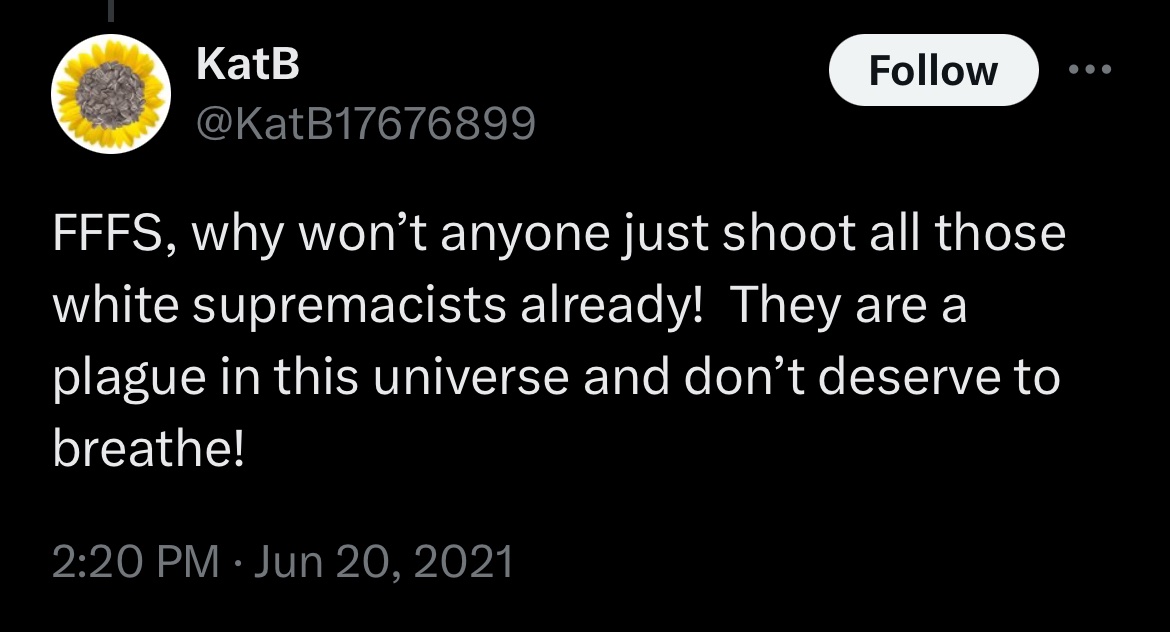 KatB
Follow
@KatB17676899
FFFS, why won’t anyone just shoot all those
white supremacists already!  They are a
plague in this universe and don’t deserve to
breathe!
2:20 PM · Jun 20, 2021